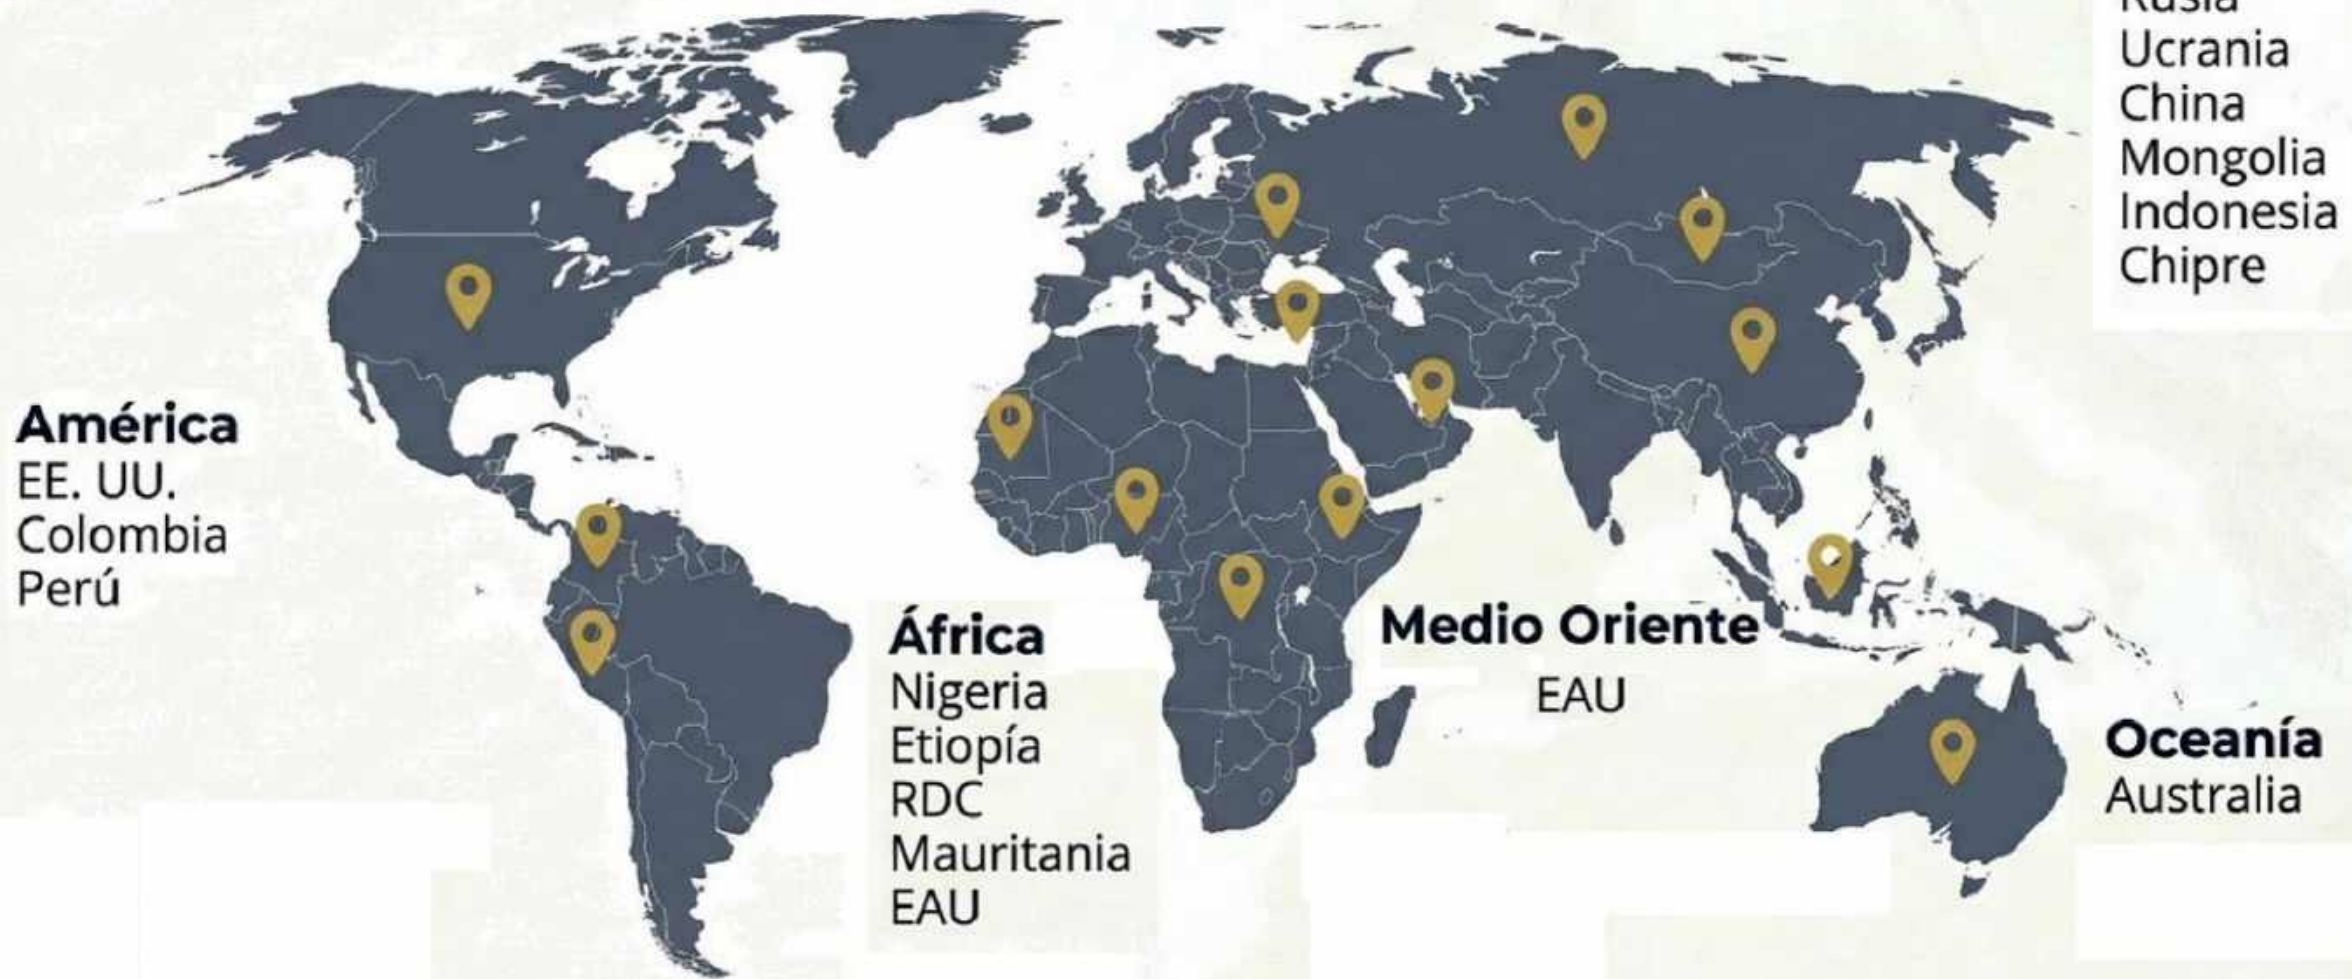 Rusia
Ucrania
China
Mongolia
Indonesia
Chipre
América
EE. UU.
Colombia
Perú
África
Nigeria
Etiopía
RDC
Mauritania
EAU
Medio Oriente
EAU
Oceanía
Australia